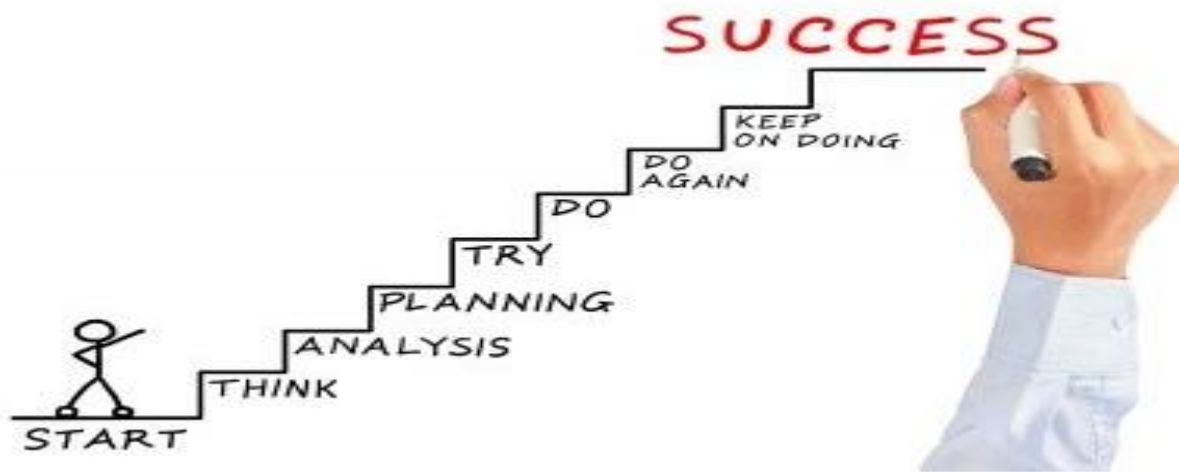 SUCCESS
KEEP
ON DOING
DO
AGAIN
DO
TRY
PLANNING
ANALYSIS
THINK
START